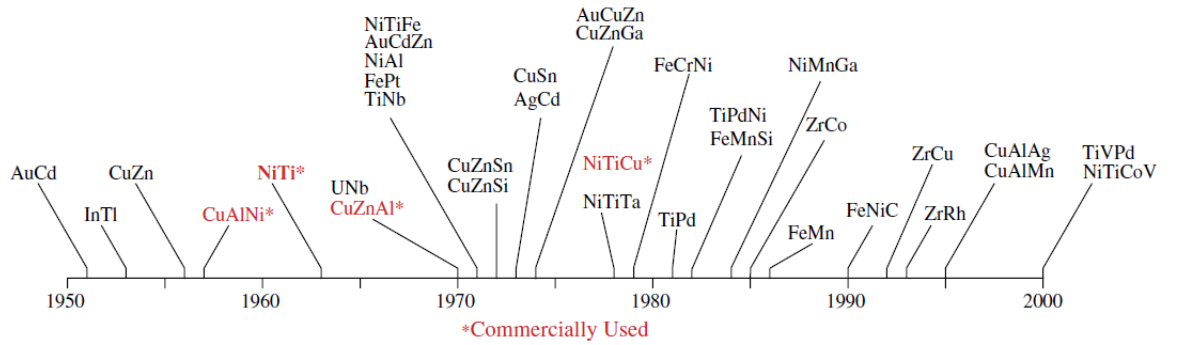 NiTiFe
AuCdZn
NiAl
FePt
TiNb
AuCuZn
CuZnGa
CuSn
AgCd
FeCrNi
NiMnGa
TiPdNi
FeMnSi
ZrCo
AuCd
InTl
CuZn
CuAlNi*
NiTi*
UNb
CuZnAl*
CuZnSn
CuZnSi
NiTiCu*
NiTiTa
TiPd
FeMn
FeNiC
ZrCu
ZrRh
CuAlAg
CuAlMn
TiVPd
NiTiCoV
1950
1960
1970
1980
1990
2000
*Commercially Used